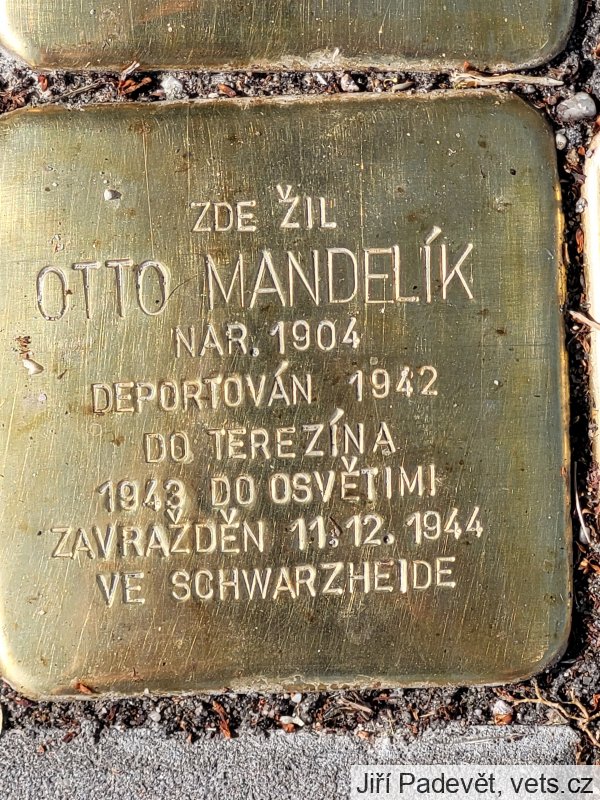 ZDE ŽIL
OTTO MANDELÍK
NAR. 1904
DEPORTOVÁN 1942
DO TEREZÍNA
1943 DO OSVĚTIMI
ZAVRAŽDĚN 11.12.1944
VE SCHWARZHEIDE
Jiří Padevět, vets.cz